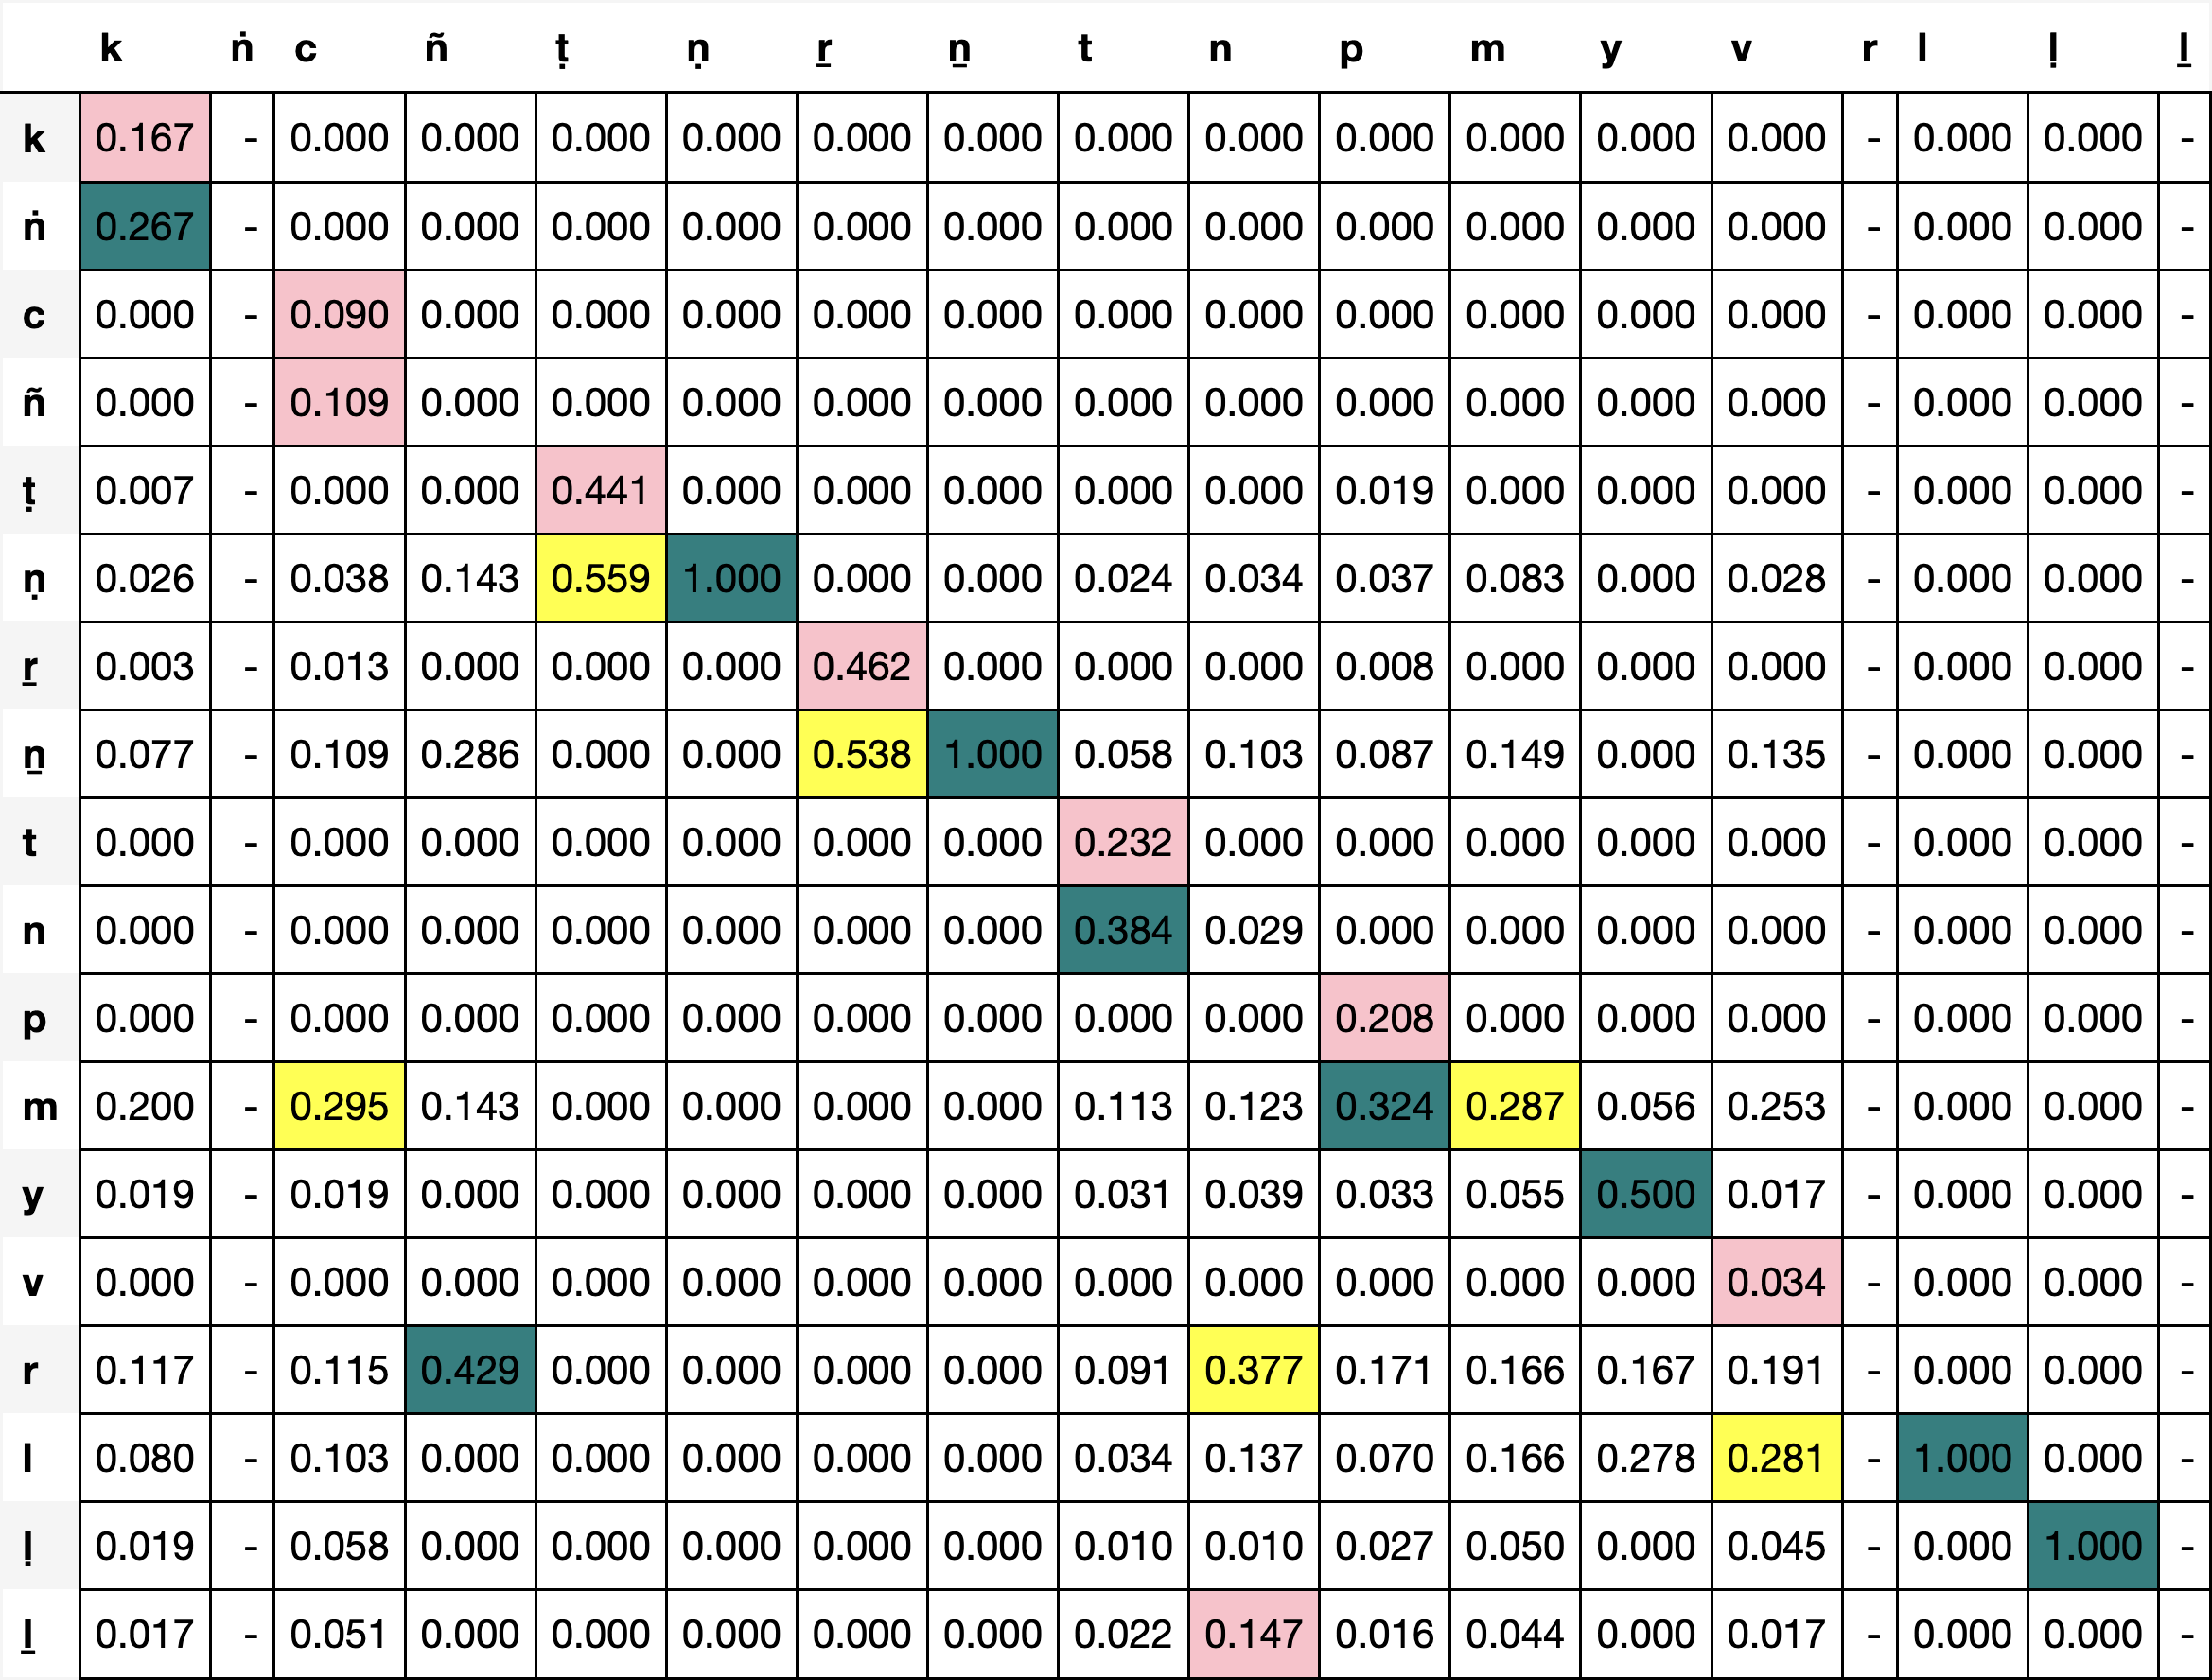 k ṅ c ñ ṭ ṇ ṟ ṉ t n p m y v r l ḷ ḻ
k 0.167 - 0.000 0.000 0.000 0.000 0.000 0.000 0.000 0.000 0.000 0.000 0.000 0.000 - 0.000 0.000 -
ṅ 0.267 - 0.000 0.000 0.000 0.000 0.000 0.000 0.000 0.000 0.000 0.000 0.000 0.000 - 0.000 0.000 -
c 0.000 - 0.090 0.000 0.000 0.000 0.000 0.000 0.000 0.000 0.000 0.000 0.000 0.000 - 0.000 0.000 -
ñ 0.000 - 0.109 0.000 0.000 0.000 0.000 0.000 0.000 0.000 0.000 0.000 0.000 0.000 - 0.000 0.000 -
ṭ 0.007 - 0.000 0.000 0.441 0.000 0.000 0.000 0.000 0.000 0.019 0.000 0.000 0.000 - 0.000 0.000 -
ṇ 0.026 - 0.038 0.143 0.559 1.000 0.000 0.000 0.024 0.034 0.037 0.083 0.000 0.028 - 0.000 0.000 -
ṟ 0.003 - 0.013 0.000 0.000 0.000 0.462 0.000 0.000 0.000 0.008 0.000 0.000 0.000 - 0.000 0.000 -
ṉ 0.077 - 0.109 0.286 0.000 0.000 0.538 1.000 0.058 0.103 0.087 0.149 0.000 0.135 - 0.000 0.000 -
t 0.000 - 0.000 0.000 0.000 0.000 0.000 0.000 0.232 0.000 0.000 0.000 0.000 0.000 - 0.000 0.000 -
n 0.000 - 0.000 0.000 0.000 0.000 0.000 0.000 0.384 0.029 0.000 0.000 0.000 0.000 - 0.000 0.000 -
p 0.000 - 0.000 0.000 0.000 0.000 0.000 0.000 0.000 0.000 0.208 0.000 0.000 0.000 - 0.000 0.000 -
m 0.200 - 0.295 0.143 0.000 0.000 0.000 0.000 0.113 0.123 0.324 0.287 0.056 0.253 - 0.000 0.000 -
y 0.019 - 0.019 0.000 0.000 0.000 0.000 0.000 0.031 0.039 0.033 0.055 0.500 0.017 - 0.000 0.000 -
v 0.000 - 0.000 0.000 0.000 0.000 0.000 0.000 0.000 0.000 0.000 0.000 0.000 0.034 - 0.000 0.000 -
r 0.117 - 0.115 0.429 0.000 0.000 0.000 0.000 0.091 0.377 0.171 0.166 0.167 0.191 - 0.000 0.000 -
l 0.080 - 0.103 0.000 0.000 0.000 0.000 0.000 0.034 0.137 0.070 0.166 0.278 0.281 - 1.000 0.000 -
ḷ 0.019 - 0.058 0.000 0.000 0.000 0.000 0.000 0.010 0.010 0.027 0.050 0.000 0.045 - 0.000 1.000 -
ḻ 0.017 - 0.051 0.000 0.000 0.000 0.000 0.000 0.022 0.147 0.016 0.044 0.000 0.017 - 0.000 0.000 -